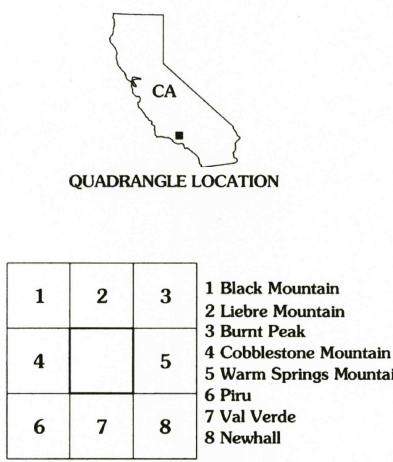 CA
QUADRANGLE LOCATION
1 2 3
4 5
6 7 8
1 Black Mountain
2 Liebre Mountain
3 Burnt Peak
4 Cobblestone Mountain
5 Warm Springs Mountai
6 Piru
7 Val Verde
8 Newhall